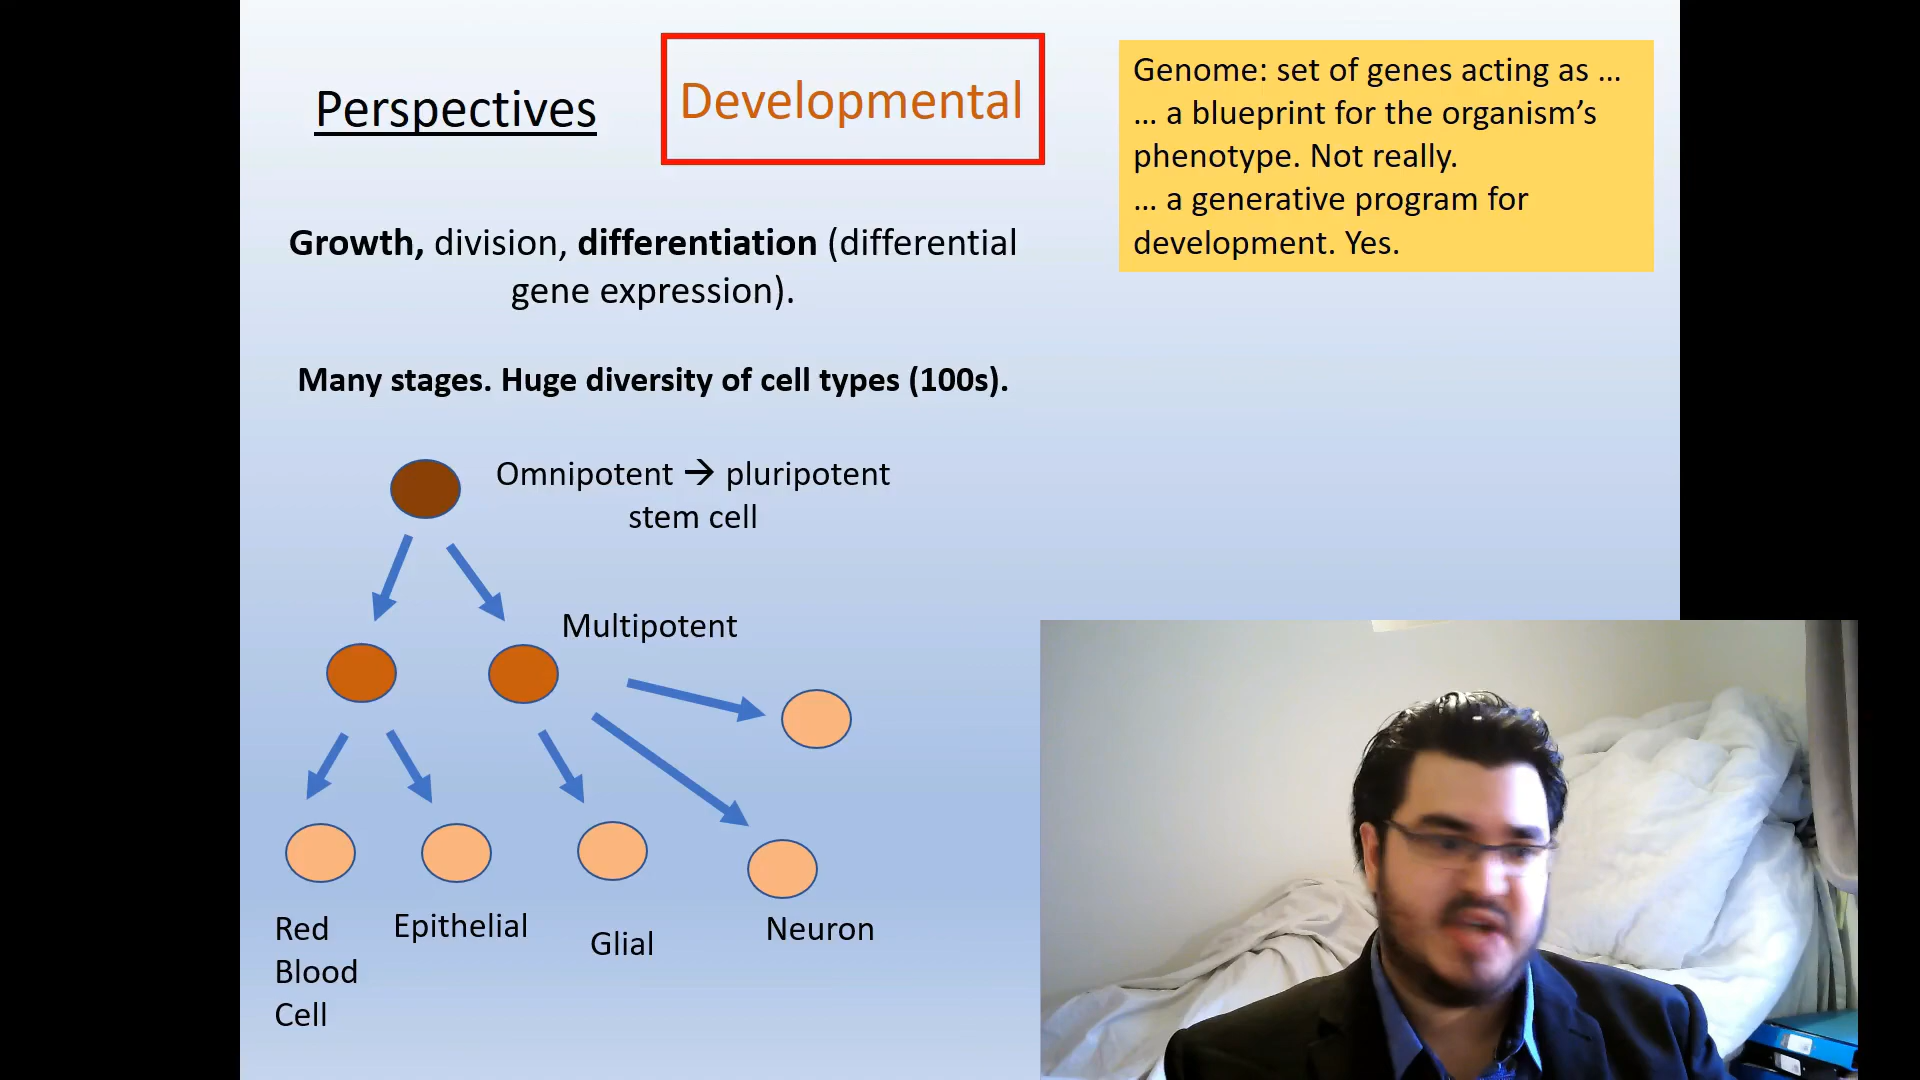 Perspectives
Developmental
Genome: set of genes acting as …
… a blueprint for the organism’s
phenotype. Not really.
… a generative program for
development. Yes.
Growth, division, differentiation (differential
gene expression).
Many stages. Huge diversity of cell types (100s).
Omnipotent → pluripotent
stem cell
Multipotent
Red
Blood
Cell
Epithelial
Glial
Neuron